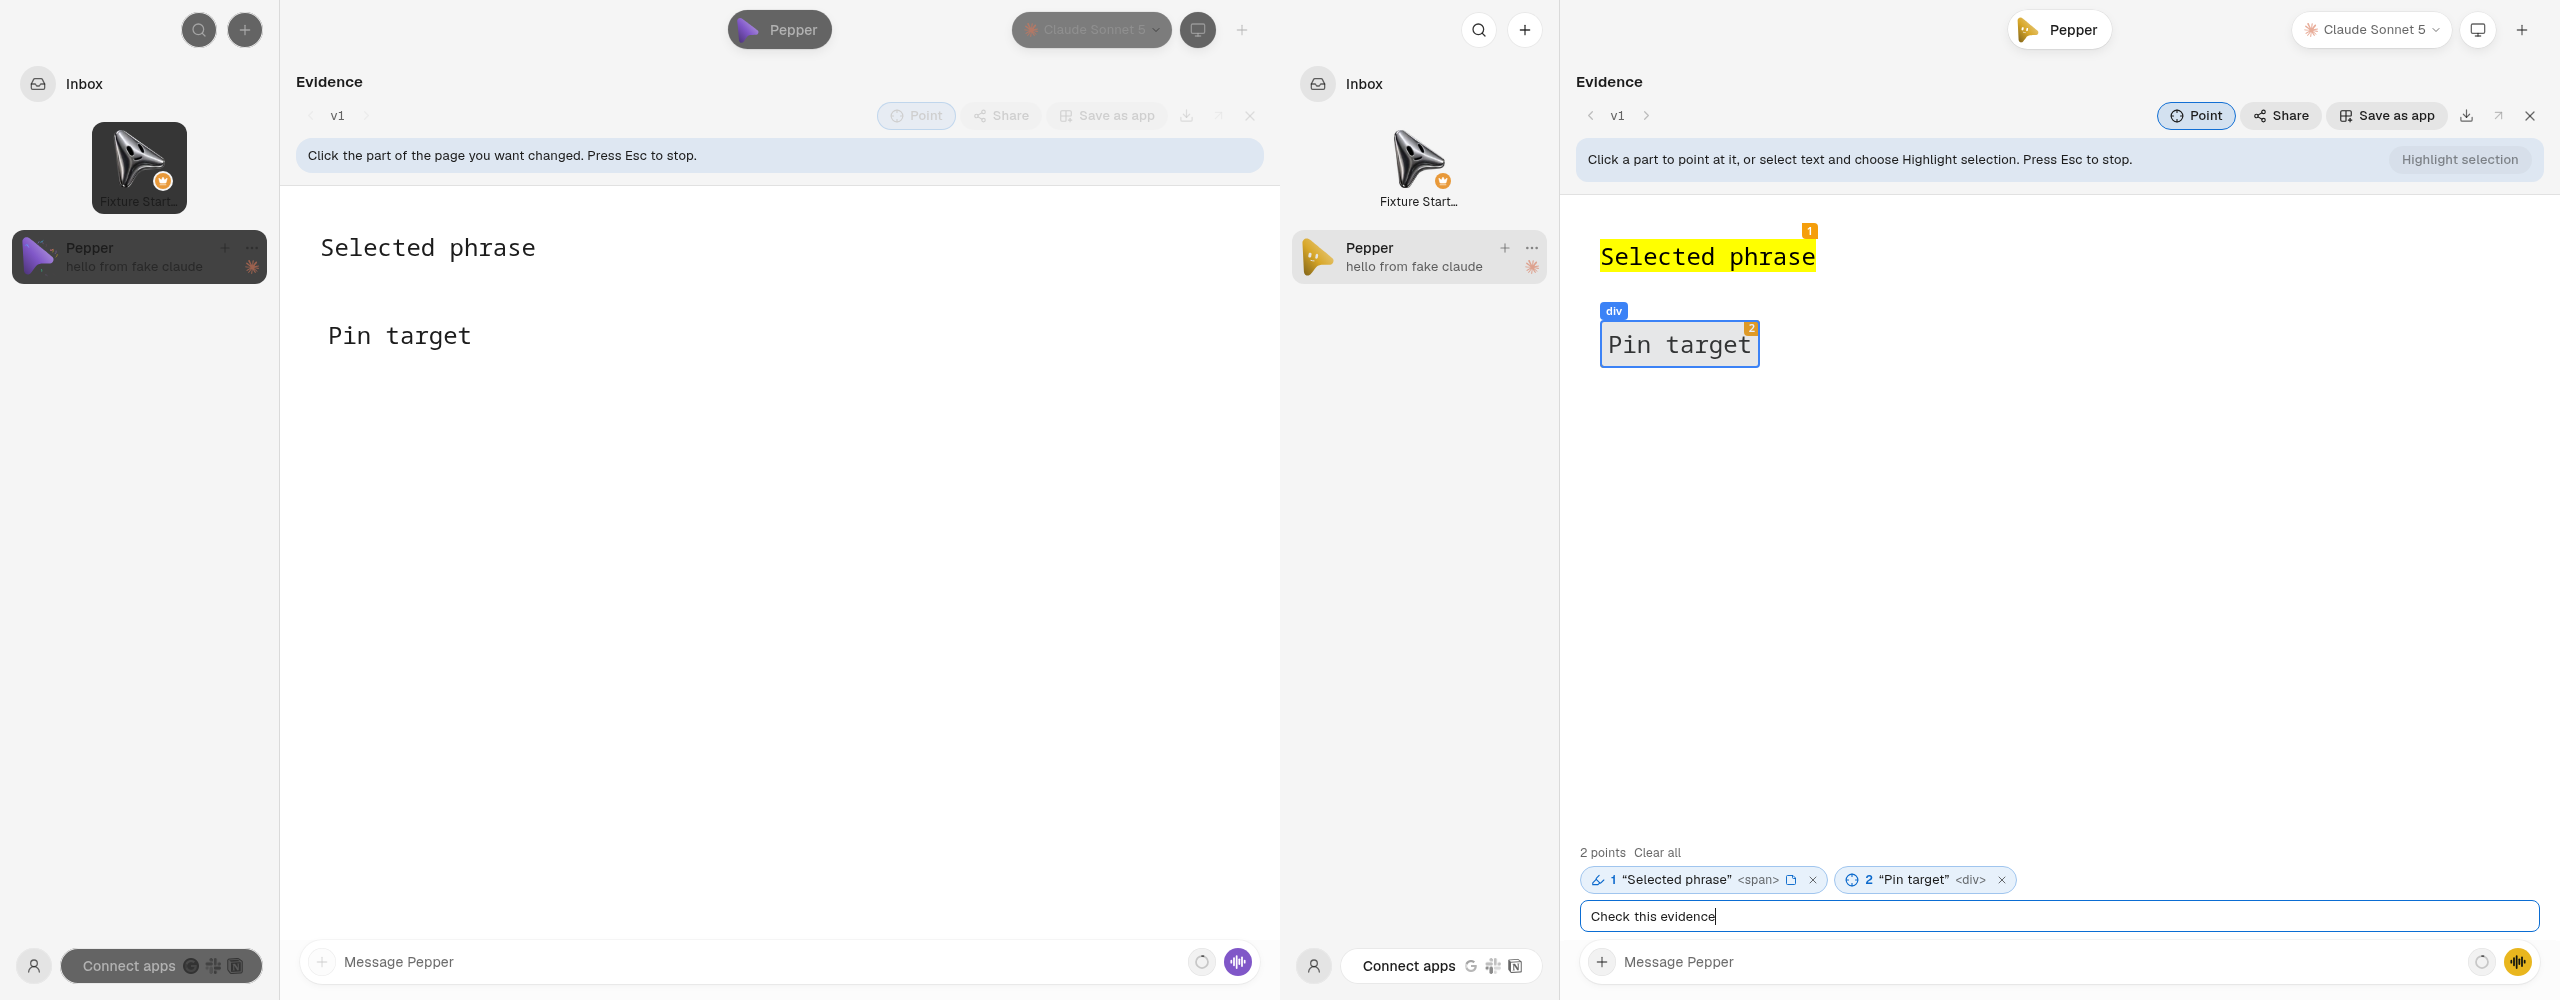 Pepper
Claude Sonnet 5
Inbox
Evidence
v1
Point
Share
Save as app
Click the part of the page you want changed. Press Esc to stop.
Fixture Start...
Pepper
hello from fake claude
Selected phrase
Pin target
Connect apps
Message Pepper
Pepper
Claude Sonnet 5
Inbox
Evidence
v1
Point
Share
Save as app
Click a part to point at it, or select text and choose Highlight selection. Press Esc to stop.
Highlight selection
Fixture Start...
Pepper
hello from fake claude
1
Selected phrase
div
2
Pin target
2 points Clear all
1 “Selected phrase” <span>
2 “Pin target” <div>
Check this evidence
Connect apps
Message Pepper